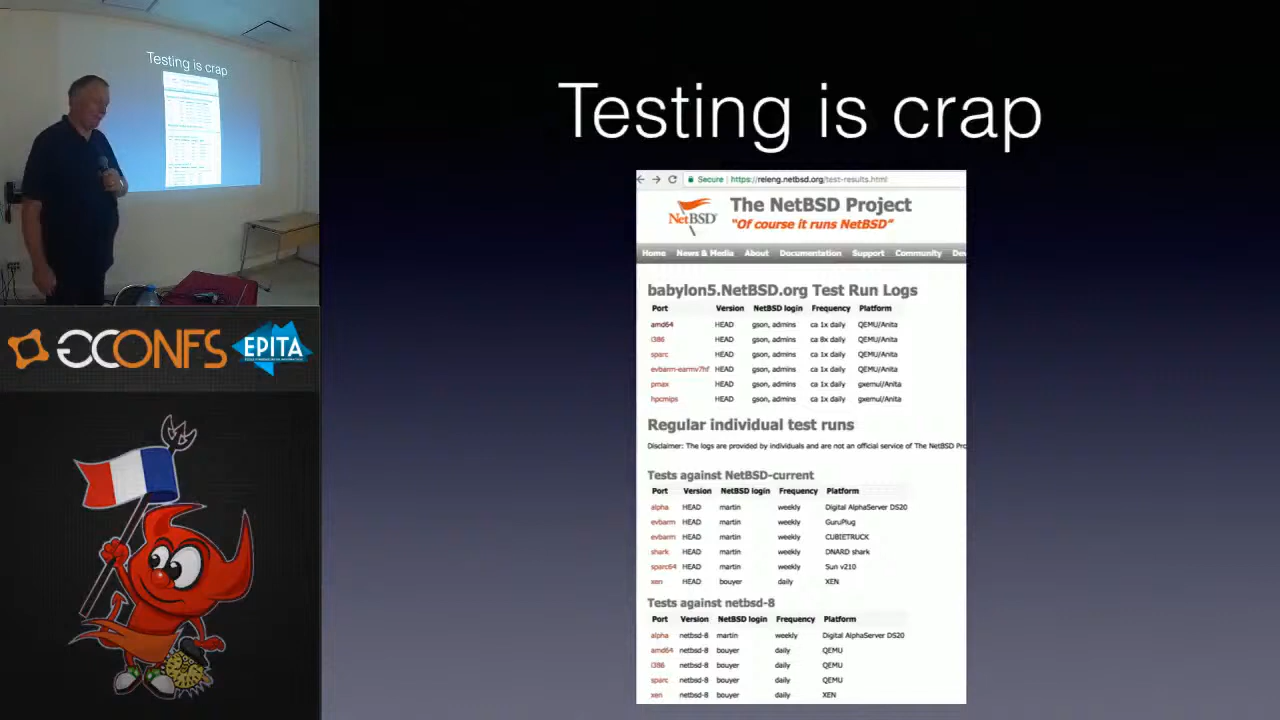 Testing is crap
Testing is crap
Secure https://releng.netbsd.org/test-results.html
NetBSD
The NetBSD Project
"Of course it runs NetBSD"
Home News & Media About Documentation Support Community Dev
babylon5.NetBSD.org Test Run Logs
Port Version NetBSD login Frequency Platform
amd64 HEAD gson, admins ca 1x daily QEMU/Anita
i386 HEAD gson, admins ca 8x daily QEMU/Anita
sparc HEAD gson, admins ca 1x daily QEMU/Anita
evbarm-earmv7hf HEAD gson, admins ca 1x daily QEMU/Anita
pmax HEAD gson, admins ca 1x daily gxemul/Anita
hpcmips HEAD gson, admins ca 1x daily gxemul/Anita
Regular individual test runs
Disclaimer: The logs are provided by individuals and are not an official service of The NetBSD Pro
Tests against NetBSD-current
Port Version NetBSD login Frequency Platform
alpha HEAD martin weekly Digital AlphaServer DS20
evbarm HEAD martin weekly GuruPlug
evbarm HEAD martin weekly CUBIETRUCK
shark HEAD martin weekly DNARD shark
sparc64 HEAD martin weekly Sun v210
xen HEAD bouyer daily XEN
Tests against netbsd-8
Port Version NetBSD login Frequency Platform
alpha netbsd-8 martin weekly Digital AlphaServer DS20
amd64 netbsd-8 bouyer daily QEMU
i386 netbsd-8 bouyer daily QEMU
sparc netbsd-8 bouyer daily QEMU
xen netbsd-8 bouyer daily XEN
GCONFS
EPITA